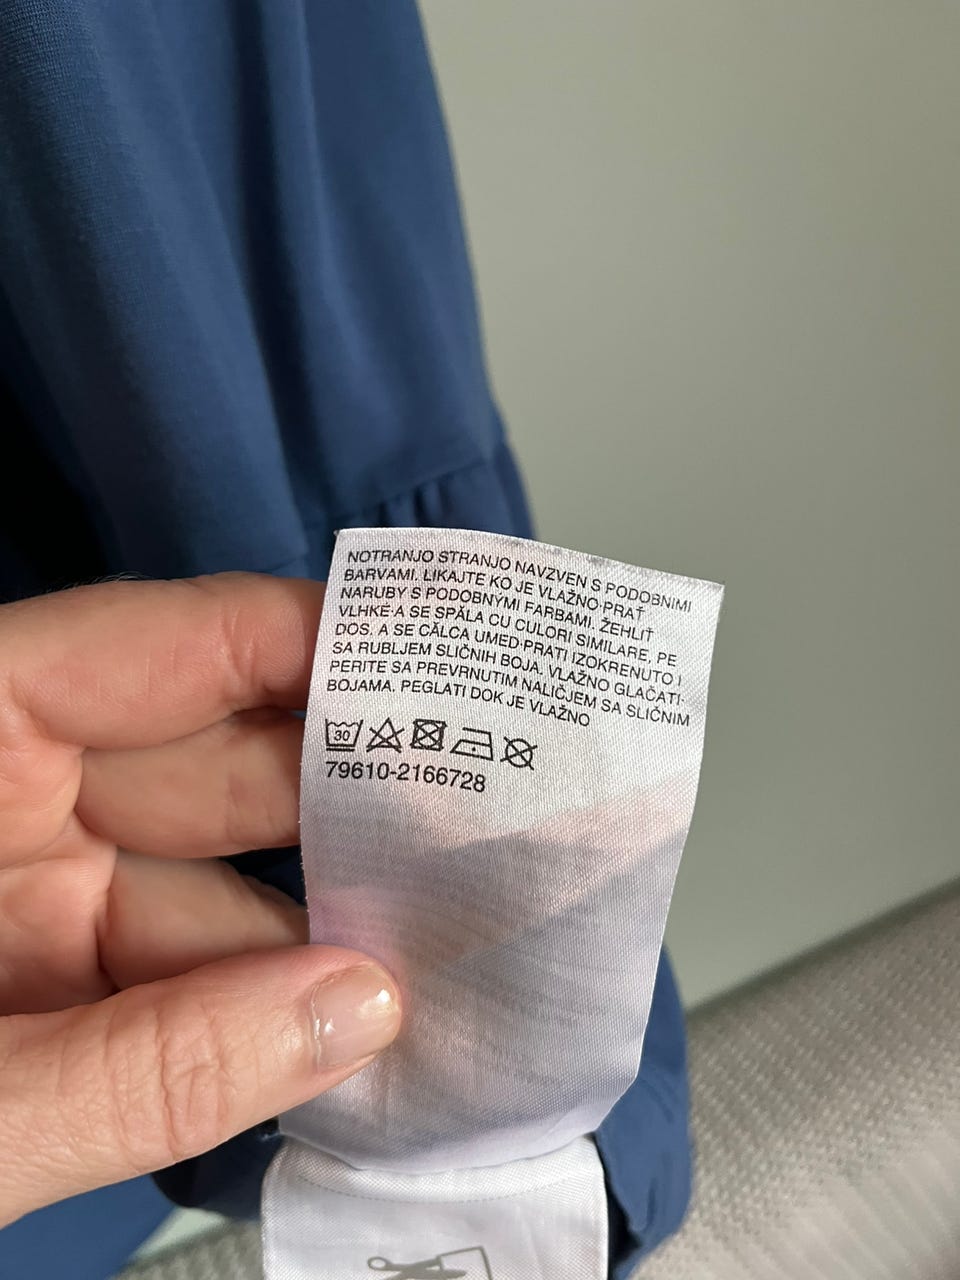 NOTRANJO STRANJO NAVZVEN S PODOBNIMI
BARVAMI. LIKAJTE KO JE VLAŽNO·PRAŤ
NARUBY S PODOBNÝMI FARBAMI. ŽEHLIŤ
VLHKÉ·A SE SPĂLA CU CULORI SIMILARE, PE
DOS. A SE CĂLCA UMED·PRATI IZOKRENUTO I
SA RUBLJEM SLIČNIH BOJA. VLAŽNO GLAČATI·
PERITE SA PREVRNUTIM NALIČJEM SA SLIČNIM
BOJAMA. PEGLATI DOK JE VLAŽNO
30
79610-2166728